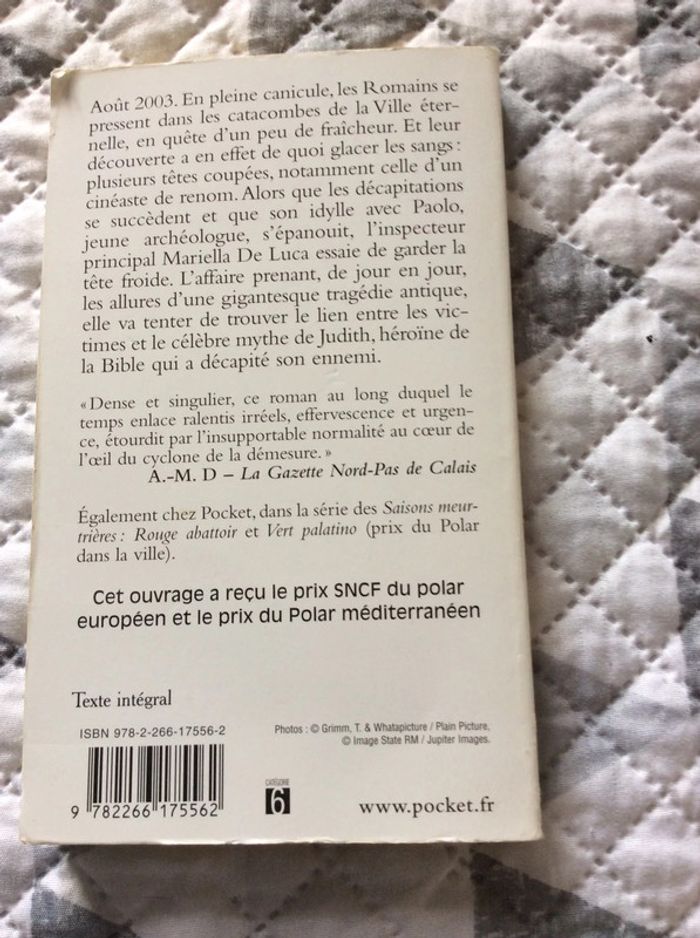 Août 2003. En pleine canicule, les Romains se
pressent dans les catacombes de la Ville éter-
nelle, en quête d'un peu de fraîcheur. Et leur
découverte a en effet de quoi glacer les sangs :
plusieurs têtes coupées, notamment celle d'un
cinéaste de renom. Alors que les décapitations
se succèdent et que son idylle avec Paolo,
jeune archéologue, s'épanouit, l'inspecteur
principal Mariella De Luca essaie de garder la
tête froide. L'affaire prenant, de jour en jour,
les allures d'une gigantesque tragédie antique,
elle va tenter de trouver le lien entre les vic-
times et le célèbre mythe de Judith, héroïne de
la Bible qui a décapité son ennemi.
« Dense et singulier, ce roman au long duquel le
temps enlace ralentis irréels, effervescence et urgen-
ce, étourdit par l'insupportable normalité au cœur de
l'œil du cyclone de la démesure. »
A.-M. D – La Gazette Nord-Pas de Calais
Également chez Pocket, dans la série des Saisons meur-
trières : Rouge abattoir et Vert palatino (prix du Polar
dans la ville).
Cet ouvrage a reçu le prix SNCF du polar
européen et le prix du Polar méditerranéen
Texte intégral
ISBN 978-2-266-17556-2
Photos : © Grimm, T. & Whatapicture / Plain Picture,
© Image State RM / Jupiter Images.
9 782266 175562
CATÉGORIE
6
www.pocket.fr